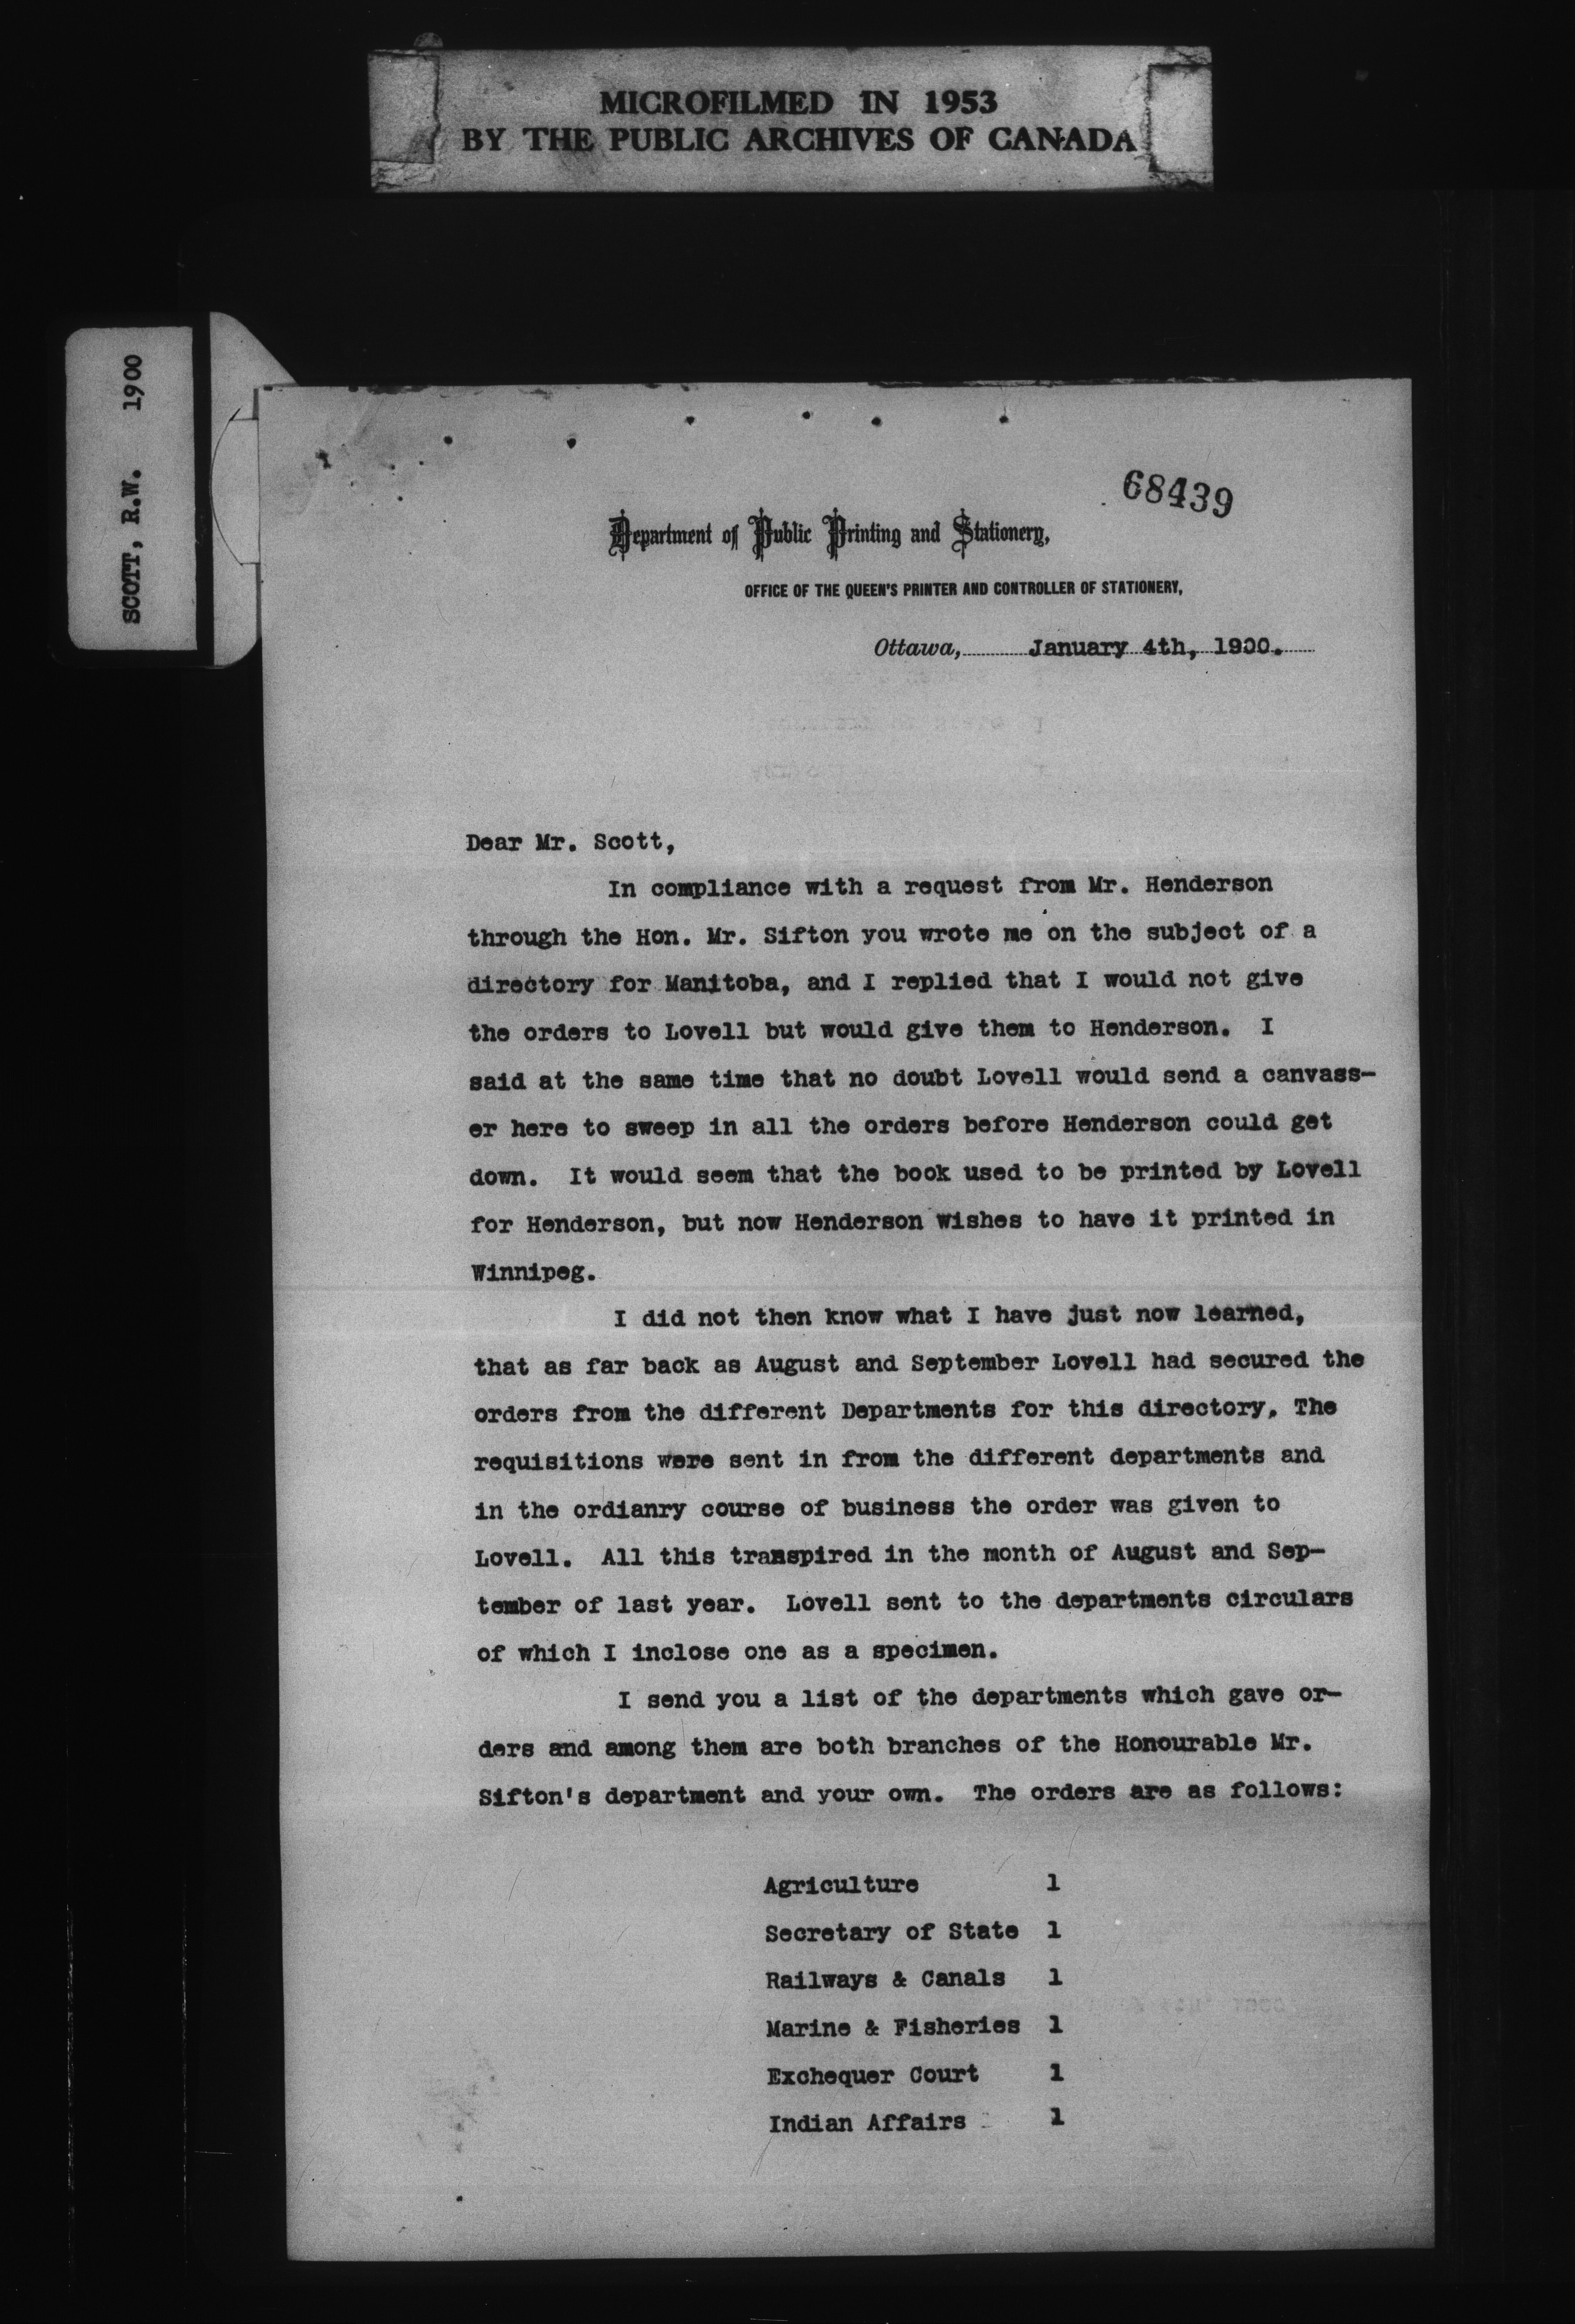 MICROFILMED IN 1953
BY THE PUBLIC ARCHIVES OF CANADA
SCOTT, R.W. 1900
68439
Department of Public Printing and Stationery,
OFFICE OF THE QUEEN'S PRINTER AND CONTROLLER OF STATIONERY,
Ottawa, January 4th, 1900.
Dear Mr. Scott,
In compliance with a request from Mr. Henderson
through the Hon. Mr. Sifton you wrote me on the subject of a
directory for Manitoba, and I replied that I would not give
the orders to Lovell but would give them to Henderson. I
said at the same time that no doubt Lovell would send a canvass-
er here to sweep in all the orders before Henderson could get
down. It would seem that the book used to be printed by Lovell
for Henderson, but now Henderson wishes to have it printed in
Winnipeg.
I did not then know what I have just now learned,
that as far back as August and September Lovell had secured the
orders from the different Departments for this directory. The
requisitions were sent in from the different departments and
in the ordianry course of business the order was given to
Lovell. All this transpired in the month of August and Sep-
tember of last year. Lovell sent to the departments circulars
of which I inclose one as a specimen.
I send you a list of the departments which gave or-
ders and among them are both branches of the Honourable Mr.
Sifton's department and your own. The orders are as follows:
Agriculture 1
Secretary of State 1
Railways & Canals 1
Marine & Fisheries 1
Exchequer Court 1
Indian Affairs 1